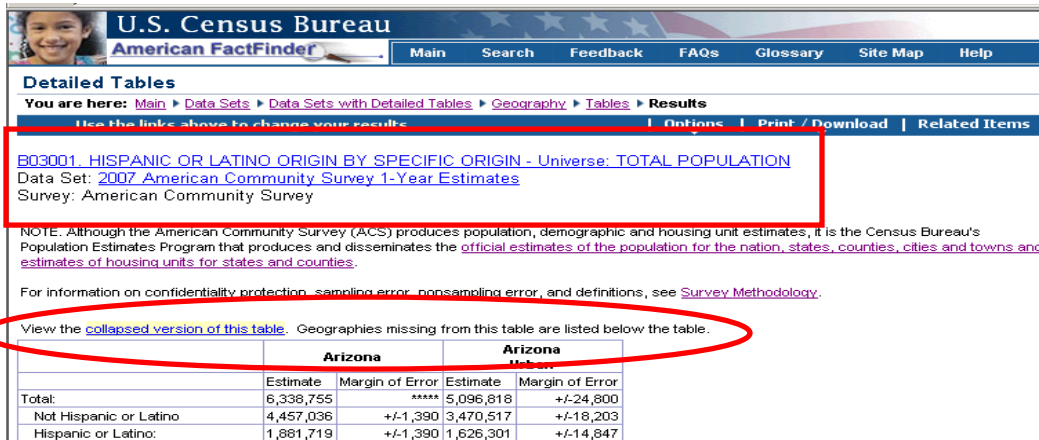 U.S. Census Bureau
American FactFinder
Main Search Feedback FAQs Glossary Site Map Help
Detailed Tables
You are here: Main ▶ Data Sets ▶ Data Sets with Detailed Tables ▶ Geography ▶ Tables ▶ Results
Use the links above to change your results | Options | Print / Download | Related Items
B03001. HISPANIC OR LATINO ORIGIN BY SPECIFIC ORIGIN - Universe: TOTAL POPULATION
Data Set: 2007 American Community Survey 1-Year Estimates
Survey: American Community Survey
NOTE. Although the American Community Survey (ACS) produces population, demographic and housing unit estimates, it is the Census Bureau's
Population Estimates Program that produces and disseminates the official estimates of the population for the nation, states, counties, cities and towns and
estimates of housing units for states and counties.
For information on confidentiality protection, sampling error, nonsampling error, and definitions, see Survey Methodology.
View the collapsed version of this table. Geographies missing from this table are listed below the table.
Arizona Arizona
Urban
Estimate Margin of Error Estimate Margin of Error
Total: 6,338,755 ***** 5,096,818 +/-24,800
Not Hispanic or Latino 4,457,036 +/-1,390 3,470,517 +/-18,203
Hispanic or Latino: 1,881,719 +/-1,390 1,626,301 +/-14,847